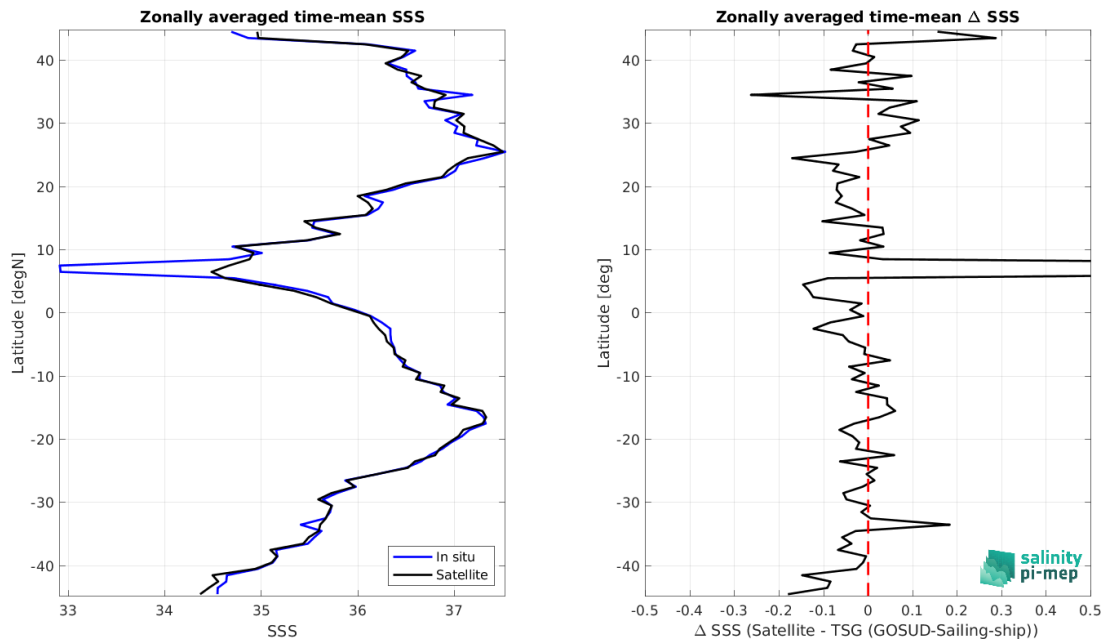 Zonally averaged time-mean SSS
Latitude [degN]
40
30
20
10
0
-10
-20
-30
-40
33 34 35 36 37
SSS
In situ
Satellite
Zonally averaged time-mean Δ SSS
Latitude [deg]
40
30
20
10
0
-10
-20
-30
-40
-0.5 -0.4 -0.3 -0.2 -0.1 0 0.1 0.2 0.3 0.4 0.5
Δ SSS (Satellite - TSG (GOSUD-Sailing-ship))
salinity
pi-mep